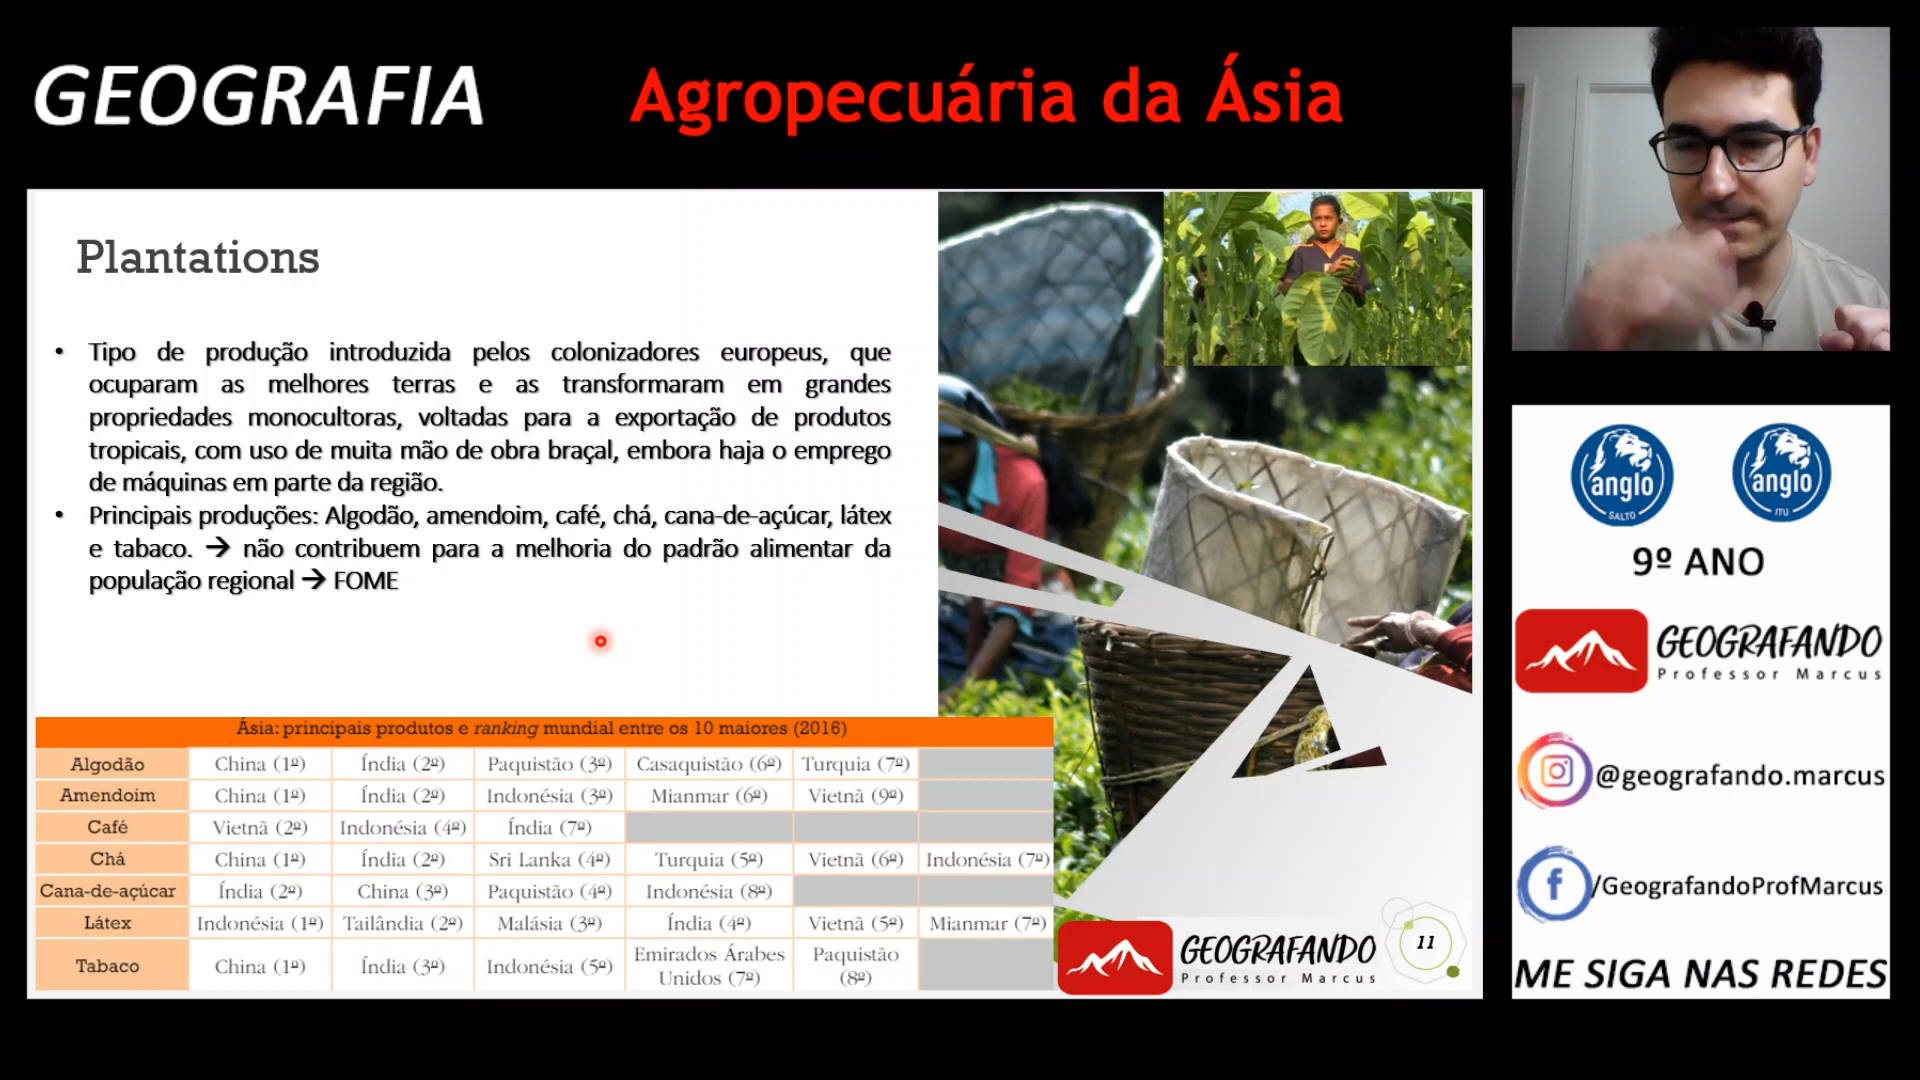 GEOGRAFIA
Agropecuária da Ásia
Plantations
• Tipo de produção introduzida pelos colonizadores europeus, que
ocuparam as melhores terras e as transformaram em grandes
propriedades monocultoras, voltadas para a exportação de produtos
tropicais, com uso de muita mão de obra braçal, embora haja o emprego
de máquinas em parte da região.
• Principais produções: Algodão, amendoim, café, chá, cana-de-açúcar, látex
e tabaco. → não contribuem para a melhoria do padrão alimentar da
população regional → FOME
Ásia: principais produtos e ranking mundial entre os 10 maiores (2016)
Algodão China (1º) Índia (2º) Paquistão (3º) Casaquistão (6º) Turquia (7º)
Amendoim China (1º) Índia (2º) Indonésia (3º) Mianmar (6º) Vietnã (9º)
Café Vietnã (2º) Indonésia (4º) Índia (7º)
Chá China (1º) Índia (2º) Sri Lanka (4º) Turquia (5º) Vietnã (6º) Indonésia (7º)
Cana-de-açúcar Índia (2º) China (3º) Paquistão (4º) Indonésia (8º)
Látex Indonésia (1º) Tailândia (2º) Malásia (3º) Índia (4º) Vietnã (5º) Mianmar (7º)
Tabaco China (1º) Índia (3º) Indonésia (5º) Emirados Árabes Unidos (7º) Paquistão (8º)
GEOGRAFANDO
Professor Marcus
11
anglo
SALTO
anglo
ITU
9º ANO
GEOGRAFANDO
Professor Marcus
@geografando.marcus
/GeografandoProfMarcus
ME SIGA NAS REDES